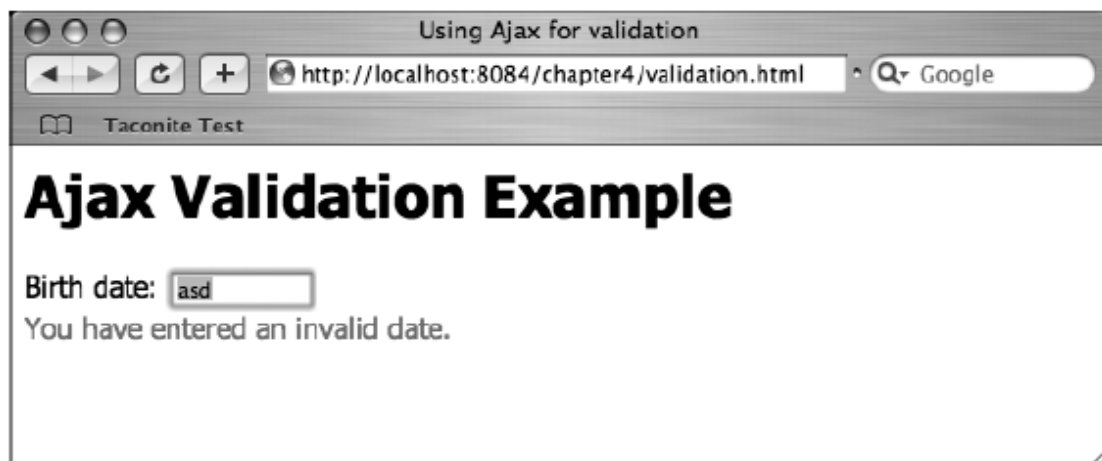 Using Ajax for validation
http://localhost:8084/chapter4/validation.html
Google
Taconite Test
Ajax Validation Example
Birth date: asd
You have entered an invalid date.